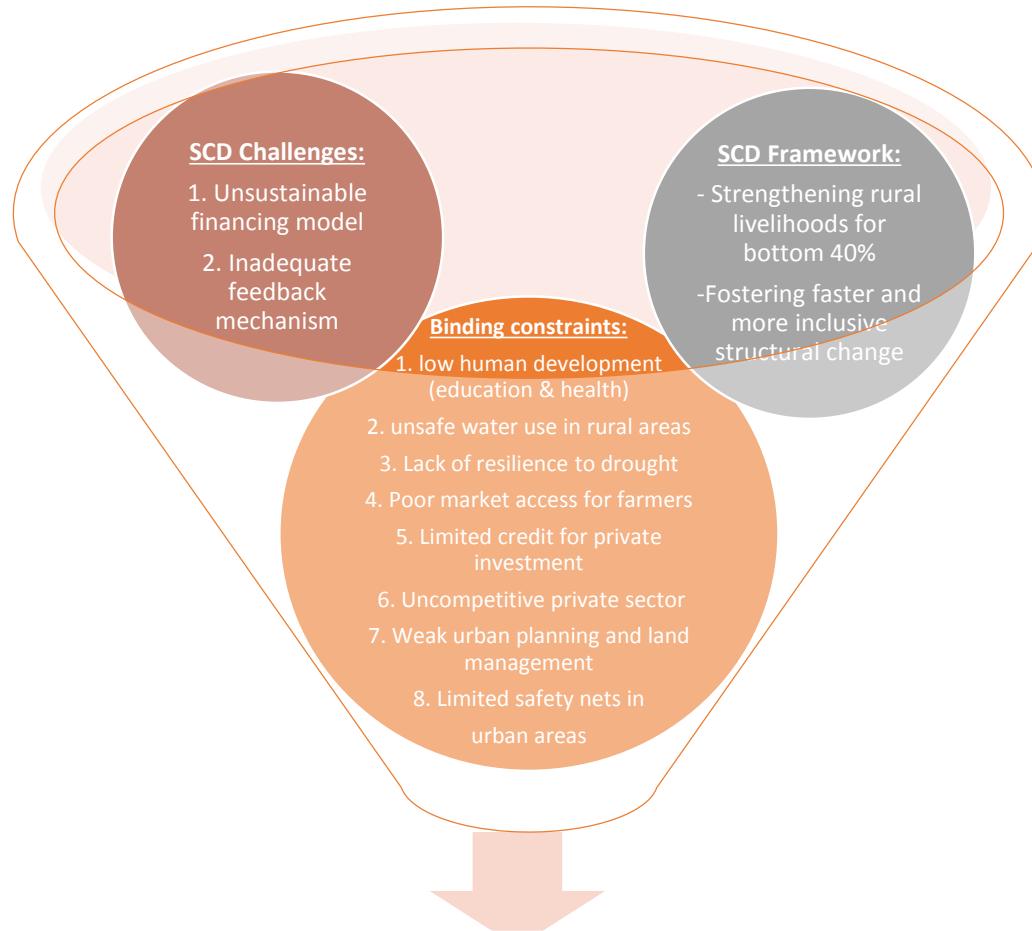 SCD Challenges:
1. Unsustainable
financing model
2. Inadequate
feedback
mechanism
SCD Framework:
- Strengthening rural
livelihoods for
bottom 40%
-Fostering faster and
more inclusive
structural change
Binding constraints:
1. low human development
(education & health)
2. unsafe water use in rural areas
3. Lack of resilience to drought
4. Poor market access for farmers
5. Limited credit for private
investment
6. Uncompetitive private sector
7. Weak urban planning and land
management
8. Limited safety nets in
urban areas